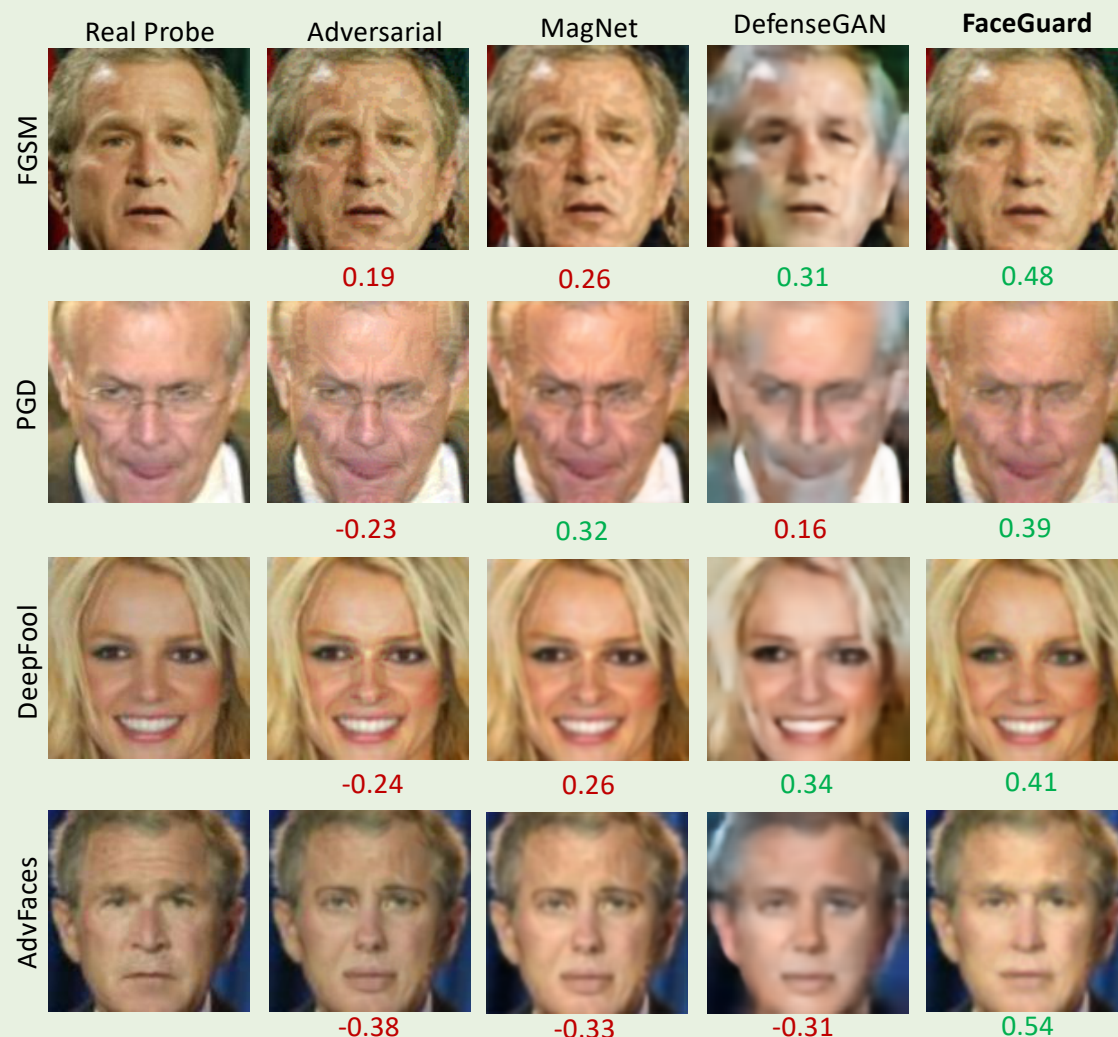 Real Probe Adversarial MagNet DefenseGAN FaceGuard
FGSM
0.19 0.26 0.31 0.48
PGD
-0.23 0.32 0.16 0.39
DeepFool
-0.24 0.26 0.34 0.41
AdvFaces
-0.38 -0.33 -0.31 0.54